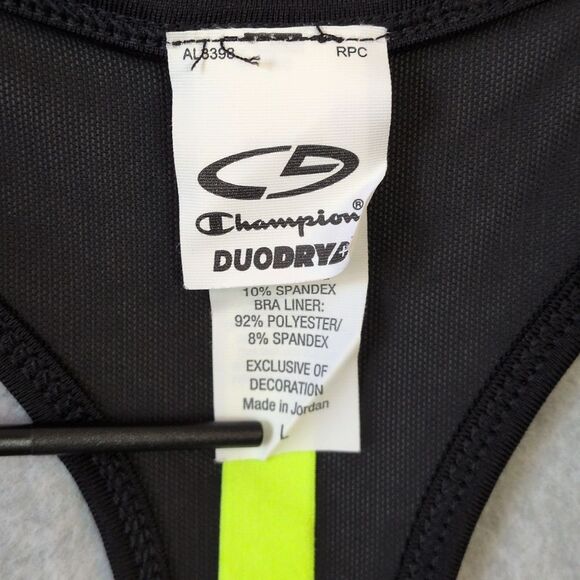 RPC
Champion®
DUODRY+
10% SPANDEX
BRA LINER:
92% POLYESTER/
8% SPANDEX
EXCLUSIVE OF
DECORATION
Made in Jordan
L